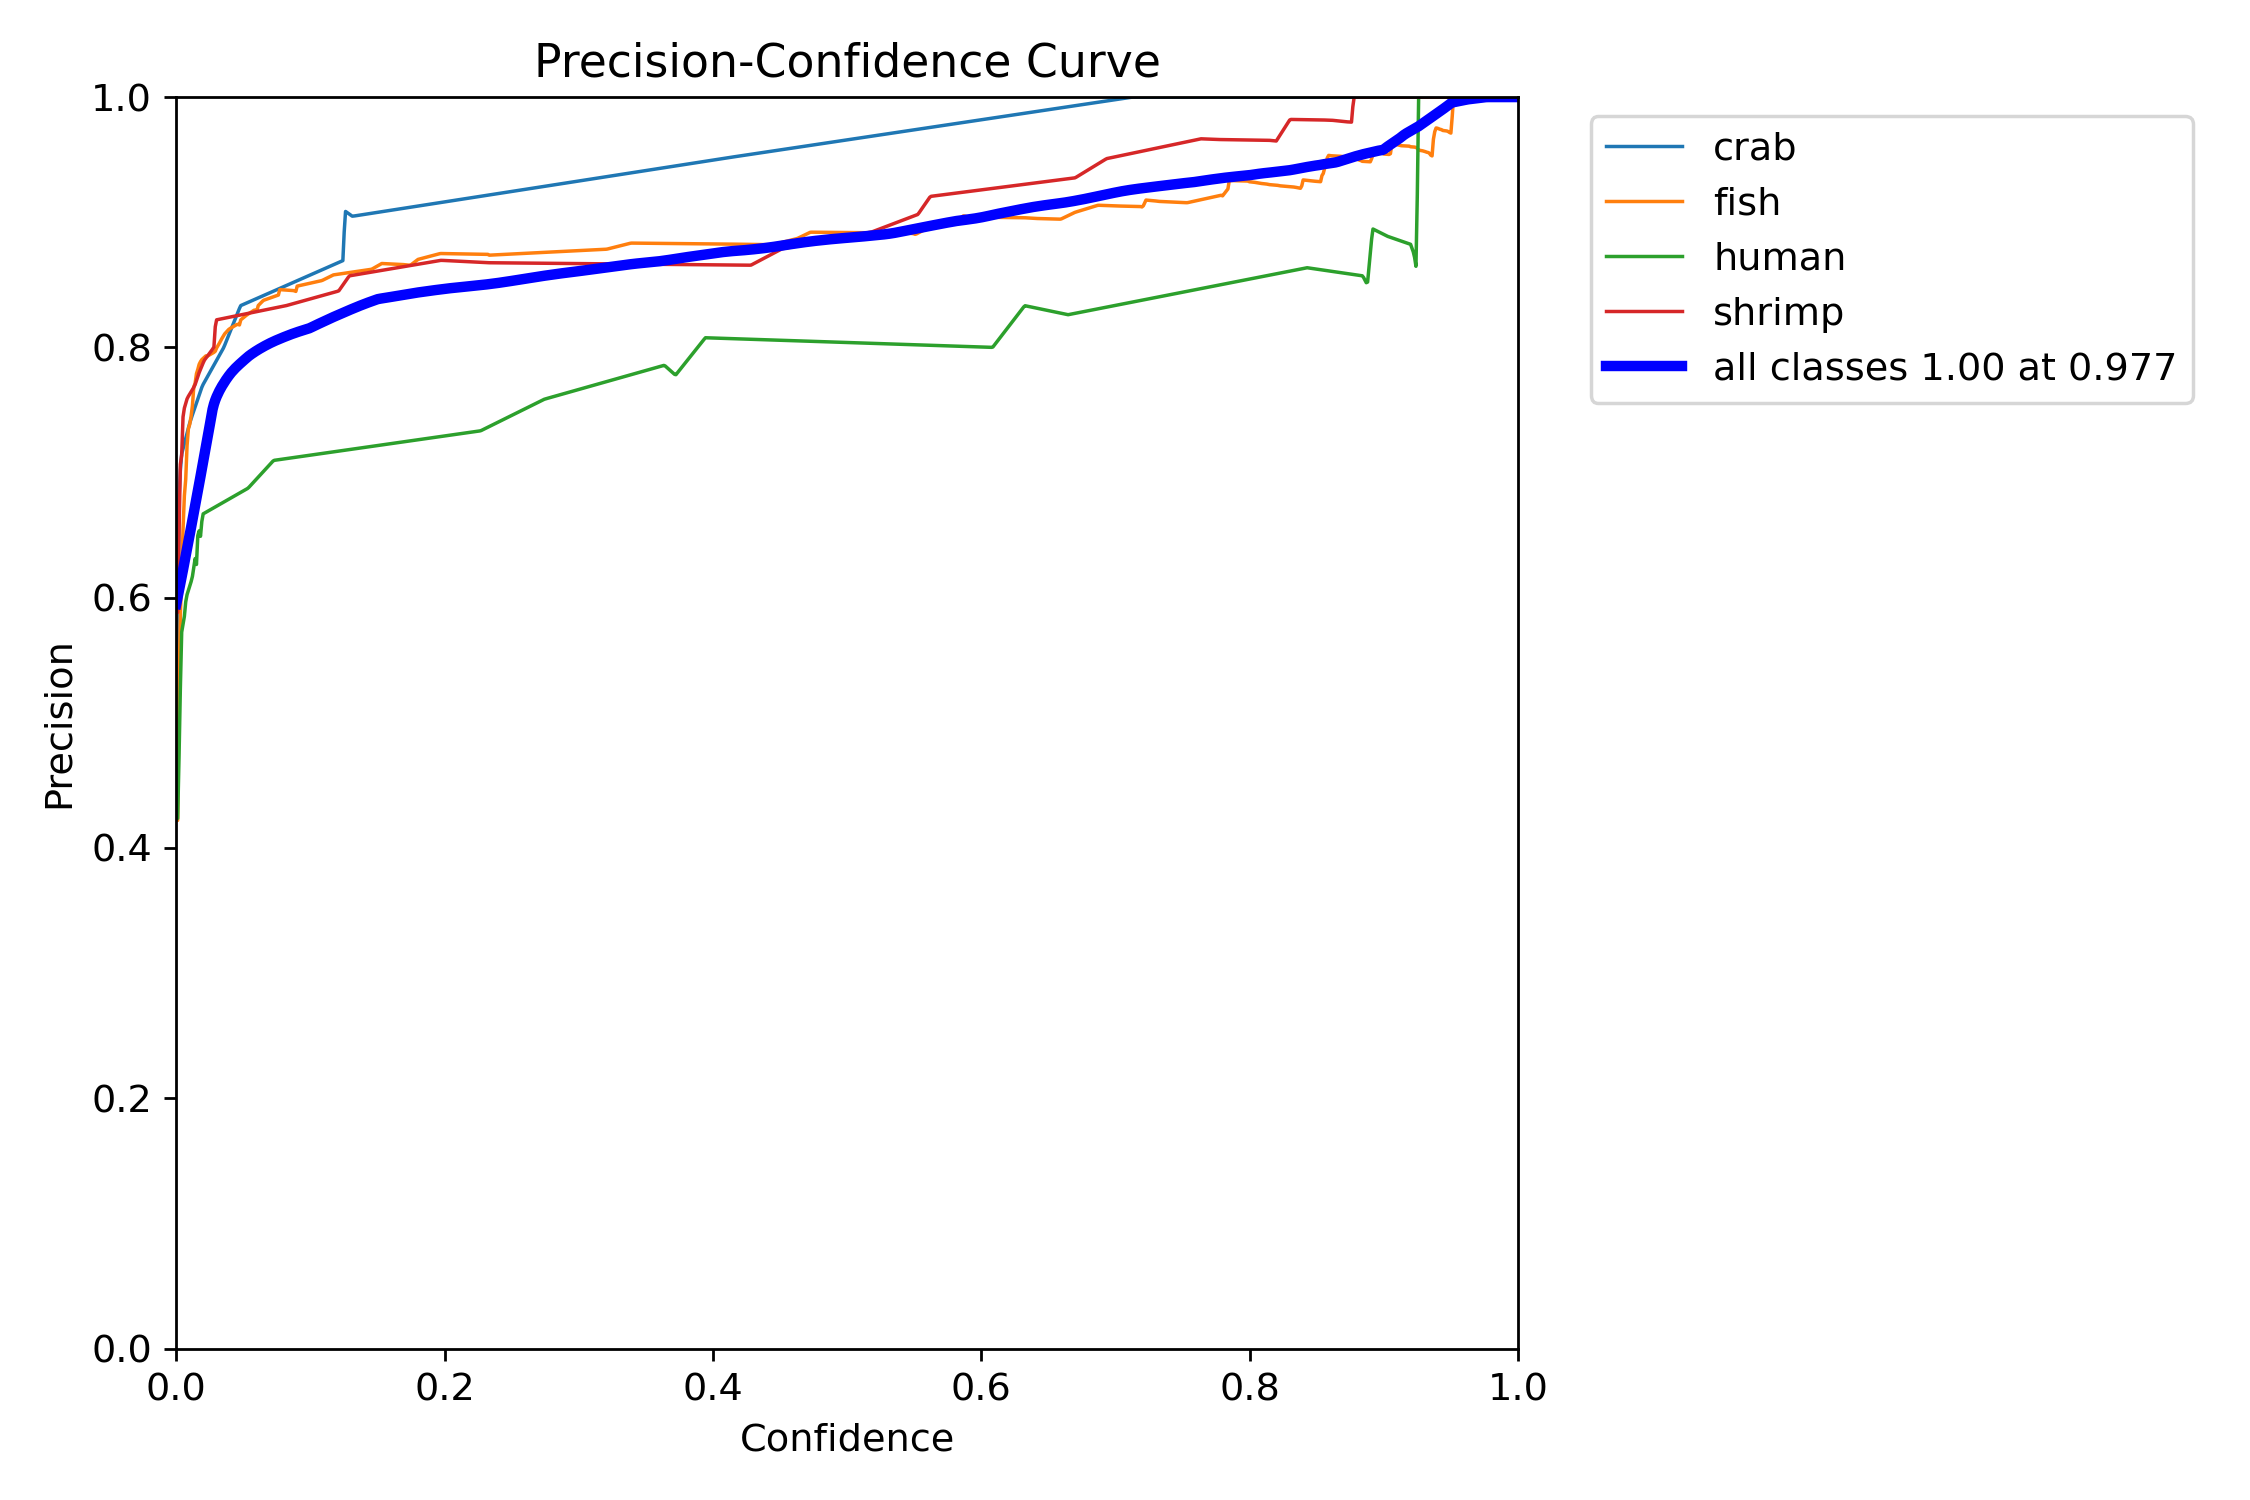 Precision-Confidence Curve
1.0
0.8
0.6
0.4
0.2
0.0
Precision
0.0 0.2 0.4 0.6 0.8 1.0
Confidence
crab
fish
human
shrimp
all classes 1.00 at 0.977